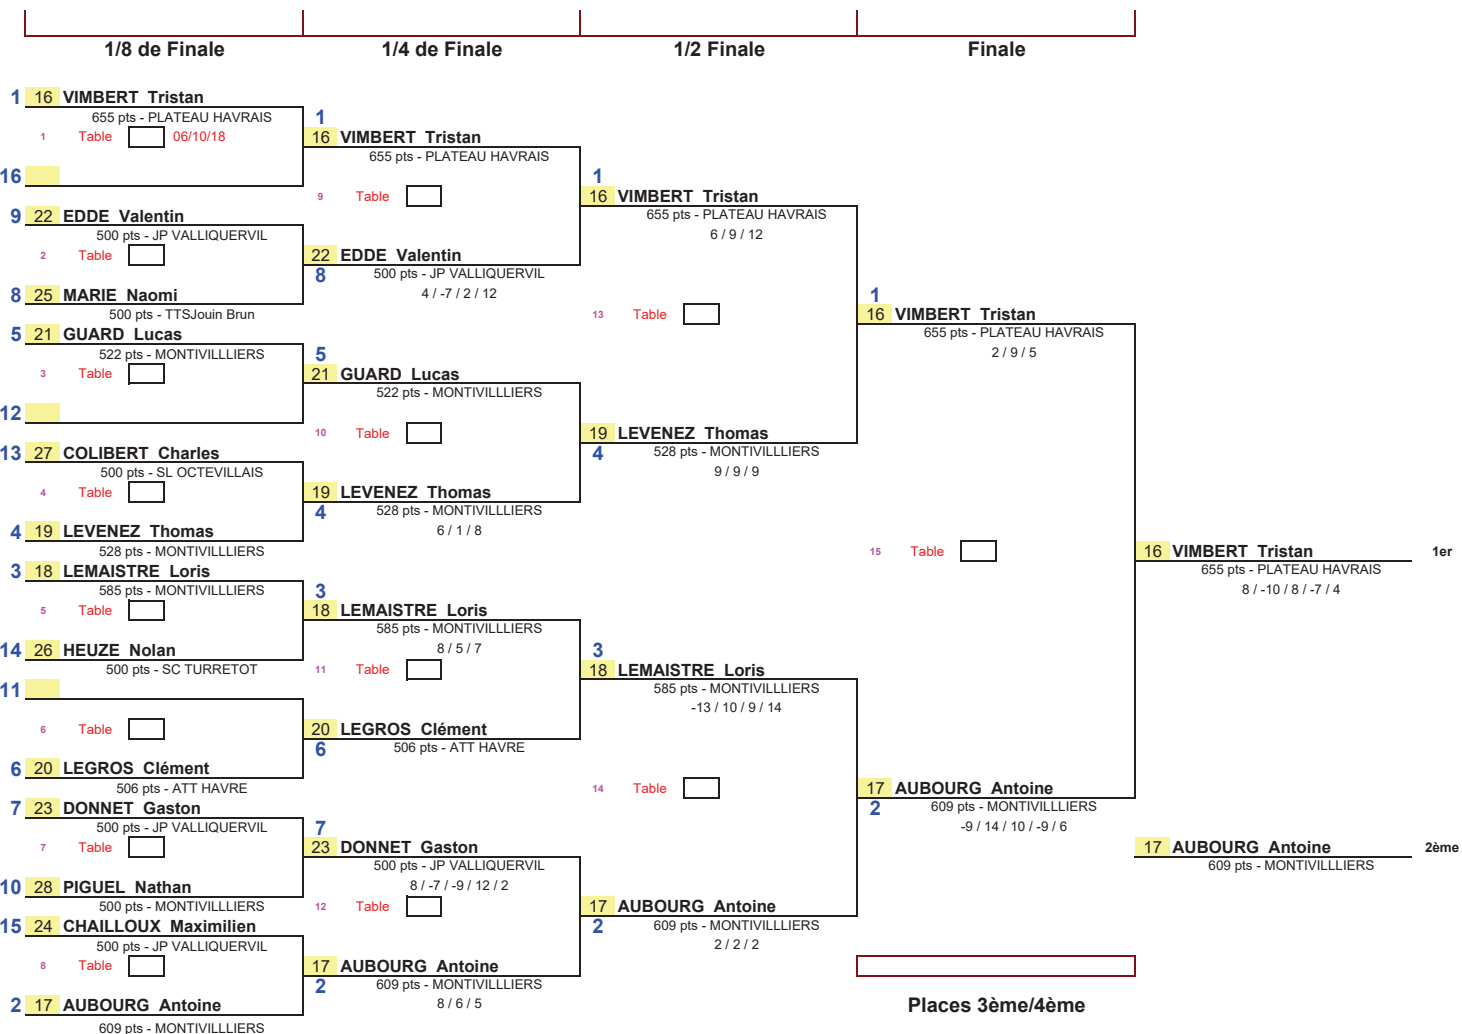 1/8 de Finale
1/4 de Finale
1/2 Finale
Finale
1 16 VIMBERT Tristan
655 pts - PLATEAU HAVRAIS
1 Table 06/10/18
16
9 22 EDDE Valentin
500 pts - JP VALLIQUERVIL
2 Table
8 25 MARIE Naomi
500 pts - TTSJouin Brun
5 21 GUARD Lucas
522 pts - MONTIVILLLIERS
3 Table
12
13 27 COLIBERT Charles
500 pts - SL OCTEVILLAIS
4 Table
4 19 LEVENEZ Thomas
528 pts - MONTIVILLLIERS
3 18 LEMAISTRE Loris
585 pts - MONTIVILLLIERS
5 Table
14 26 HEUZE Nolan
500 pts - SC TURRETOT
11
6 Table
6 20 LEGROS Clément
506 pts - ATT HAVRE
7 23 DONNET Gaston
500 pts - JP VALLIQUERVIL
7 Table
10 28 PIGUEL Nathan
500 pts - MONTIVILLLIERS
15 24 CHAILLOUX Maximilien
500 pts - JP VALLIQUERVIL
8 Table
2 17 AUBOURG Antoine
609 pts - MONTIVILLLIERS
1
16 VIMBERT Tristan
655 pts - PLATEAU HAVRAIS
9 Table
22 EDDE Valentin
8 500 pts - JP VALLIQUERVIL
4 / -7 / 2 / 12
5
21 GUARD Lucas
522 pts - MONTIVILLLIERS
10 Table
19 LEVENEZ Thomas
4 528 pts - MONTIVILLLIERS
6 / 1 / 8
3
18 LEMAISTRE Loris
585 pts - MONTIVILLLIERS
8 / 5 / 7
11 Table
20 LEGROS Clément
6 506 pts - ATT HAVRE
7
23 DONNET Gaston
500 pts - JP VALLIQUERVIL
8 / -7 / -9 / 12 / 2
12 Table
17 AUBOURG Antoine
2 609 pts - MONTIVILLLIERS
8 / 6 / 5
1
16 VIMBERT Tristan
655 pts - PLATEAU HAVRAIS
6 / 9 / 12
13 Table
19 LEVENEZ Thomas
4 528 pts - MONTIVILLLIERS
9 / 9 / 9
3
18 LEMAISTRE Loris
585 pts - MONTIVILLLIERS
-13 / 10 / 9 / 14
14 Table
17 AUBOURG Antoine
2 609 pts - MONTIVILLLIERS
2 / 2 / 2
1
16 VIMBERT Tristan
655 pts - PLATEAU HAVRAIS
2 / 9 / 5
15 Table
17 AUBOURG Antoine
2 609 pts - MONTIVILLLIERS
-9 / 14 / 10 / -9 / 6
16 VIMBERT Tristan 1er
655 pts - PLATEAU HAVRAIS
8 / -10 / 8 / -7 / 4
17 AUBOURG Antoine 2ème
609 pts - MONTIVILLLIERS
Places 3ème/4ème